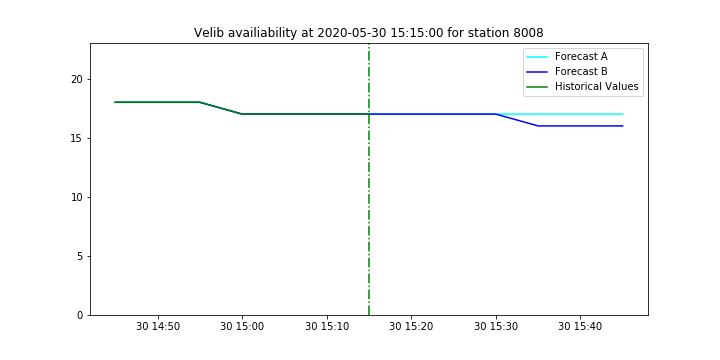 Velib availiability at 2020-05-30 15:15:00 for station 8008
Forecast A
Forecast B
Historical Values
20
15
10
5
0
30 14:50
30 15:00
30 15:10
30 15:20
30 15:30
30 15:40